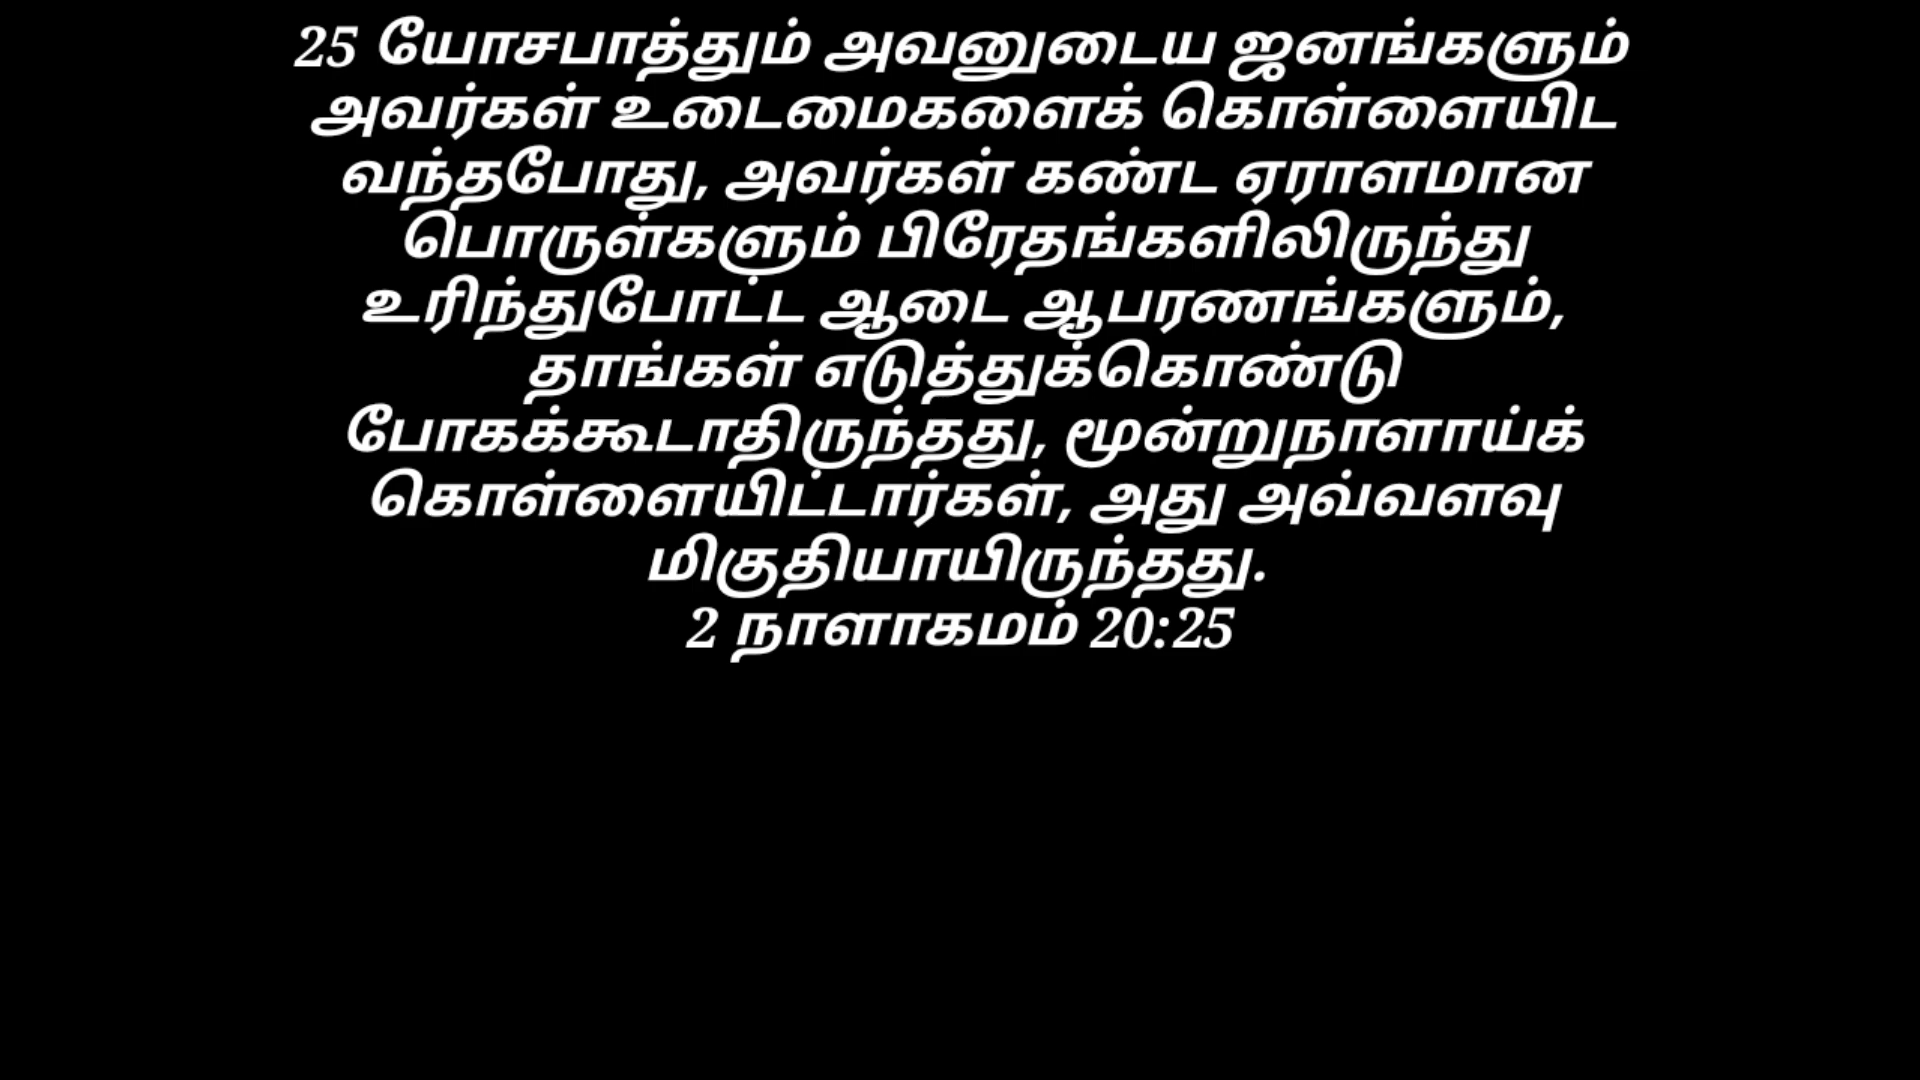 25 யோசபாத்தும் அவனுடைய ஜனங்களும்
அவர்கள் உடைமைகளைக் கொள்ளையிட
வந்தபோது, அவர்கள் கண்ட ஏராளமான
பொருள்களும் பிரேதங்களிலிருந்து
உரிந்துபோட்ட ஆடை ஆபரணங்களும்,
தாங்கள் எடுத்துக்கொண்டு
போகக்கூடாதிருந்தது, மூன்றுநாளாய்க்
கொள்ளையிட்டார்கள், அது அவ்வளவு
மிகுதியாயிருந்தது.
2 நாளாகமம் 20:25